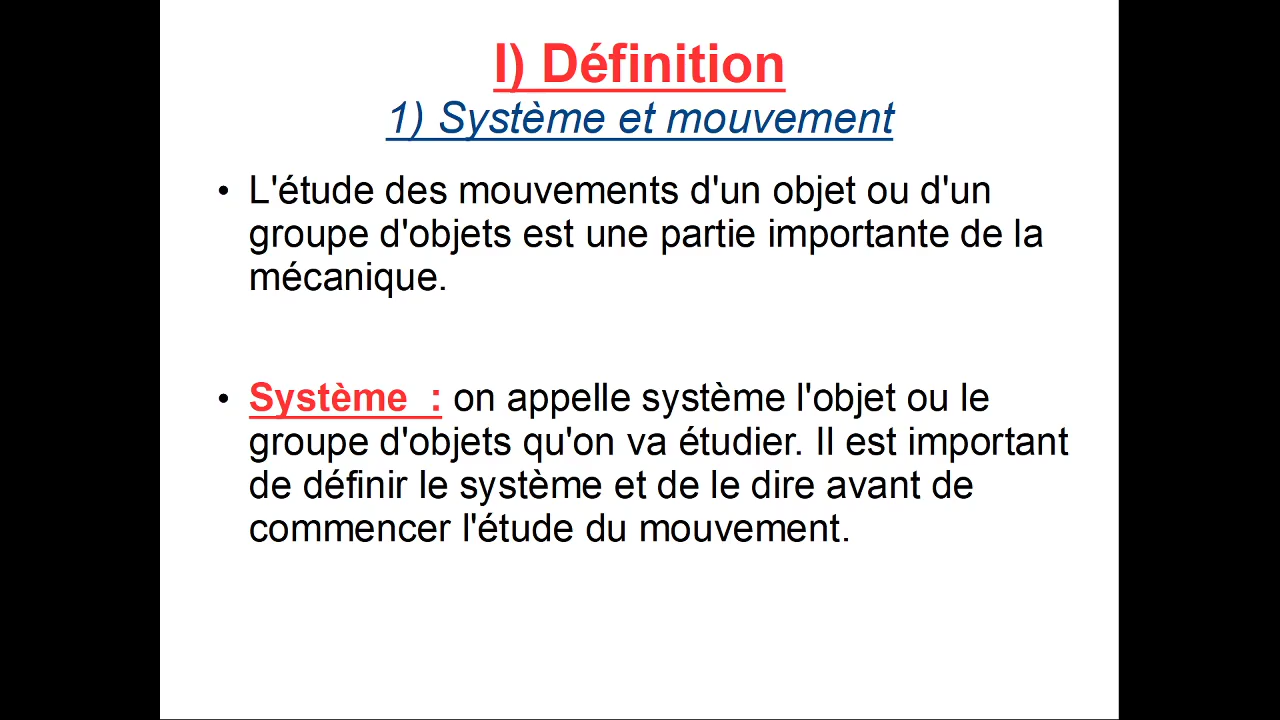 I) Définition
1) Système et mouvement
• L'étude des mouvements d'un objet ou d'un
groupe d'objets est une partie importante de la
mécanique.
• Système : on appelle système l'objet ou le
groupe d'objets qu'on va étudier. Il est important
de définir le système et de le dire avant de
commencer l'étude du mouvement.